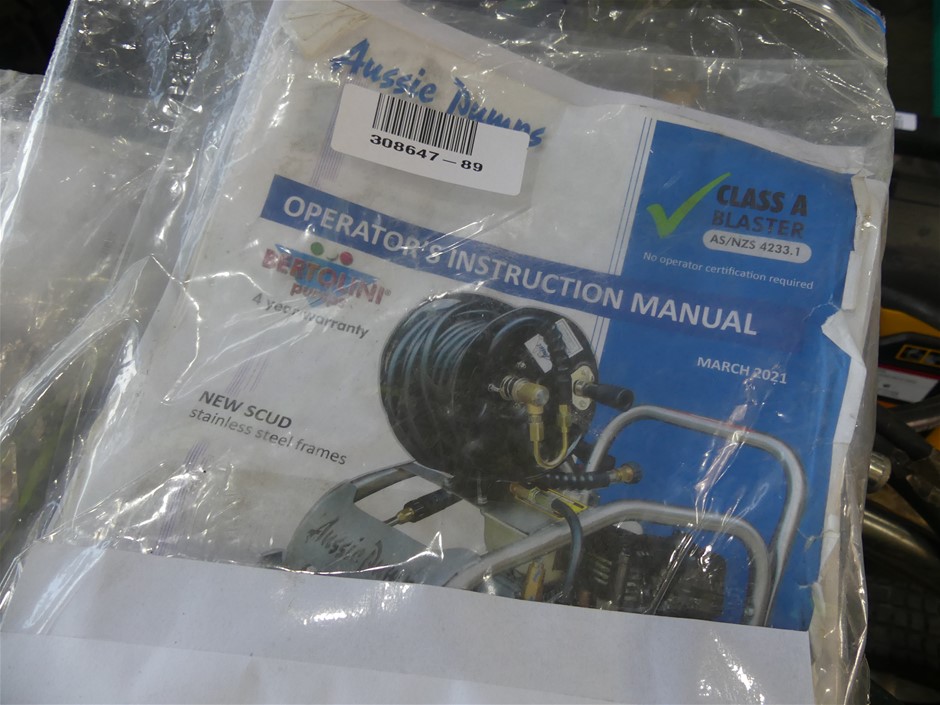 Aussie Pumps
308647-89
CLASS A
BLASTER
AS/NZS 4233.1
No operator certification required
OPERATOR'S INSTRUCTION MANUAL
BERTOLINI
4 year warranty
MARCH 2021
NEW SCUD
stainless steel frames
Aussie